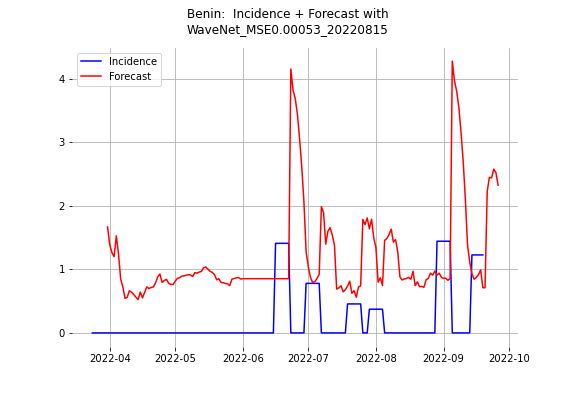 Benin:  Incidence + Forecast with
WaveNet_MSE0.00053_20220815
Incidence
Forecast
4
3
2
1
0
2022-04 2022-05 2022-06 2022-07 2022-08 2022-09 2022-10